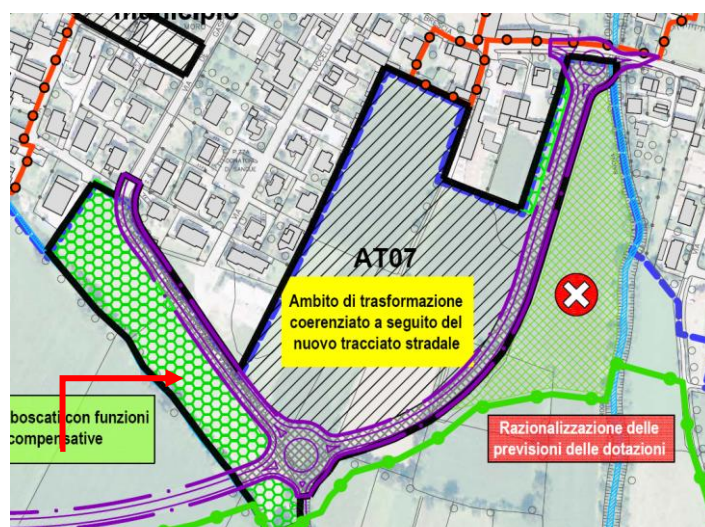 municipio
MORO
AT07
Ambito di trasformazione
coerenziato a seguito del
nuovo tracciato stradale
boscati con funzioni
compensative
Razionalizzazione delle
previsioni delle dotazioni